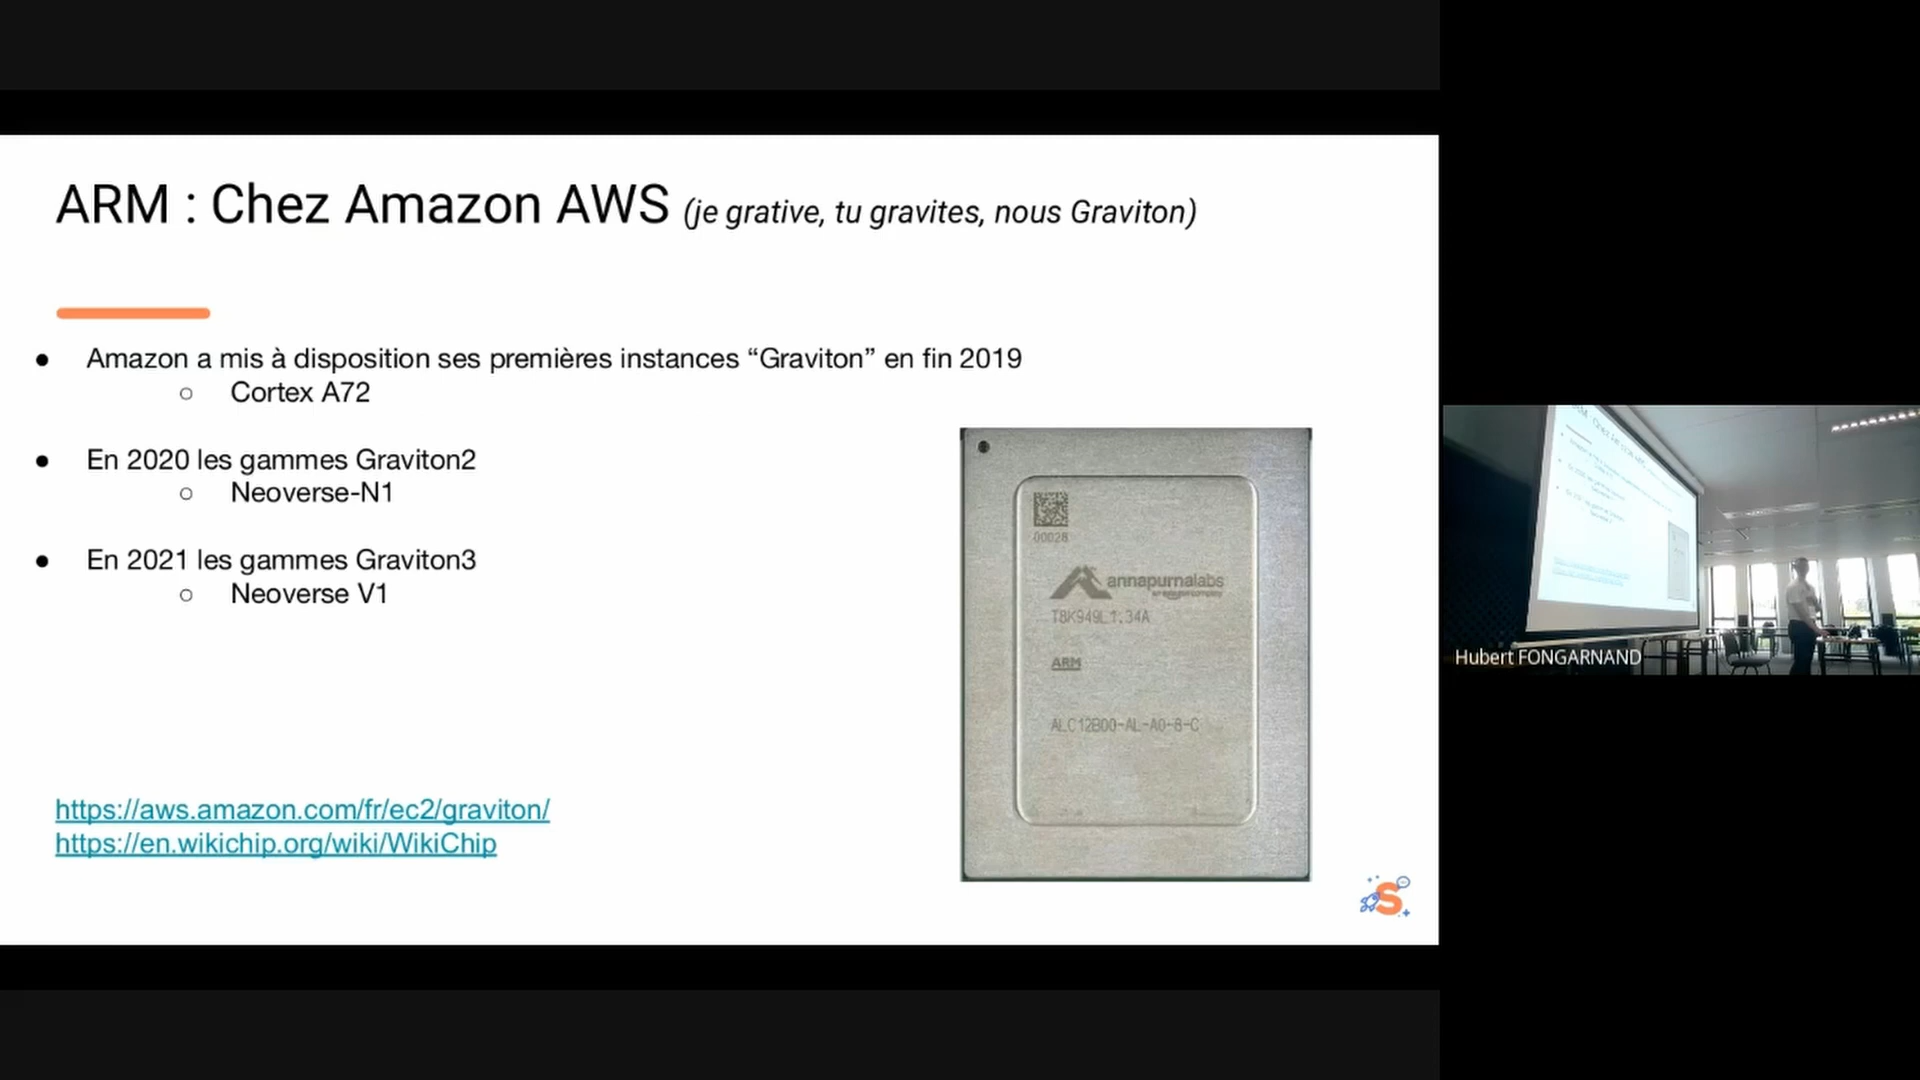 ARM : Chez Amazon AWS (je grative, tu gravites, nous Graviton)
● Amazon a mis à disposition ses premières instances “Graviton” en fin 2019
○ Cortex A72
● En 2020 les gammes Graviton2
○ Neoverse-N1
● En 2021 les gammes Graviton3
○ Neoverse V1
https://aws.amazon.com/fr/ec2/graviton/
https://en.wikichip.org/wiki/WikiChip
00028
annapurnalabs
an amazon company
T8K949L1.34A
ARM
ALC12B00-AL-A0-8-C
S
Hubert FONGARNAND